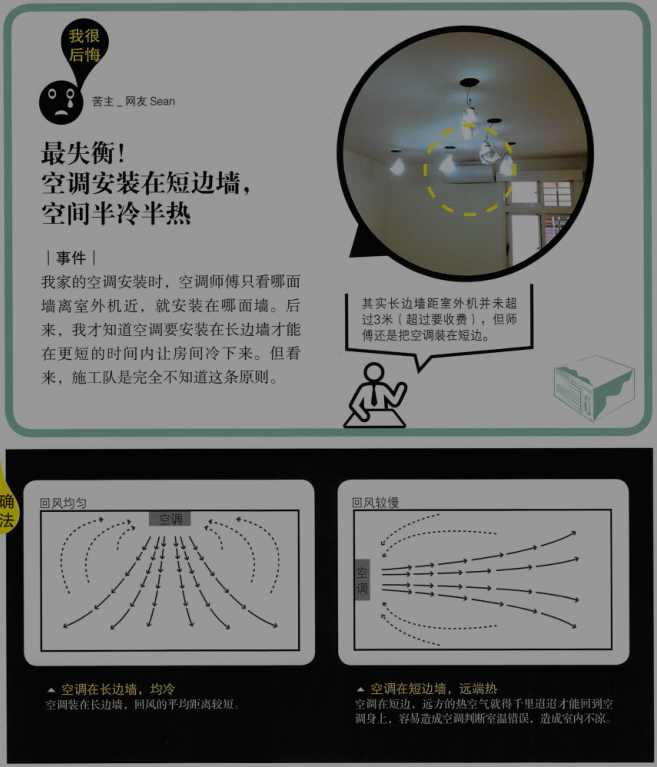 我很
后悔
苦主 _ 网友 Sean
最失衡！
空调安装在短边墙，
空间半冷半热
｜事件｜
我家的空调安装时，空调师傅只看哪面
墙离室外机近，就安装在哪面墙。后
来，我才知道空调要安装在长边墙才能
在更短的时间内让房间冷下来。但看
来，施工队是完全不知道这条原则。
其实长边墙距室外机并未超
过3米（超过要收费），但师
傅还是把空调装在短边。
确
法
回风均匀
空调
▲ 空调在长边墙，均冷
空调装在长边墙，回风的平均距离较短。
回风较慢
空
调
▲ 空调在短边墙，远端热
空调在短边，远方的热空气就得千里迢迢才能回到空
调身上，容易造成空调判断室温错误，造成室内不凉。